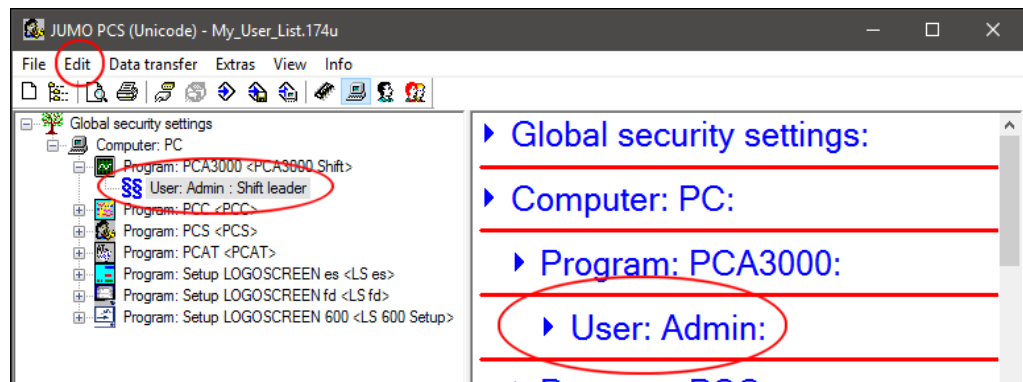 JUMO PCS (Unicode) - My_User_List.174u
File Edit Data transfer Extras View Info
Global security settings
Computer: PC
Program: PCA3000 <PCA3000 Shift>
§§ User: Admin : Shift leader
Program: PCC <PCC>
Program: PCS <PCS>
Program: PCAT <PCAT>
Program: Setup LOGOSCREEN es <LS es>
Program: Setup LOGOSCREEN fd <LS fd>
Program: Setup LOGOSCREEN 600 <LS 600 Setup>
Global security settings:
Computer: PC:
Program: PCA3000:
User: Admin: